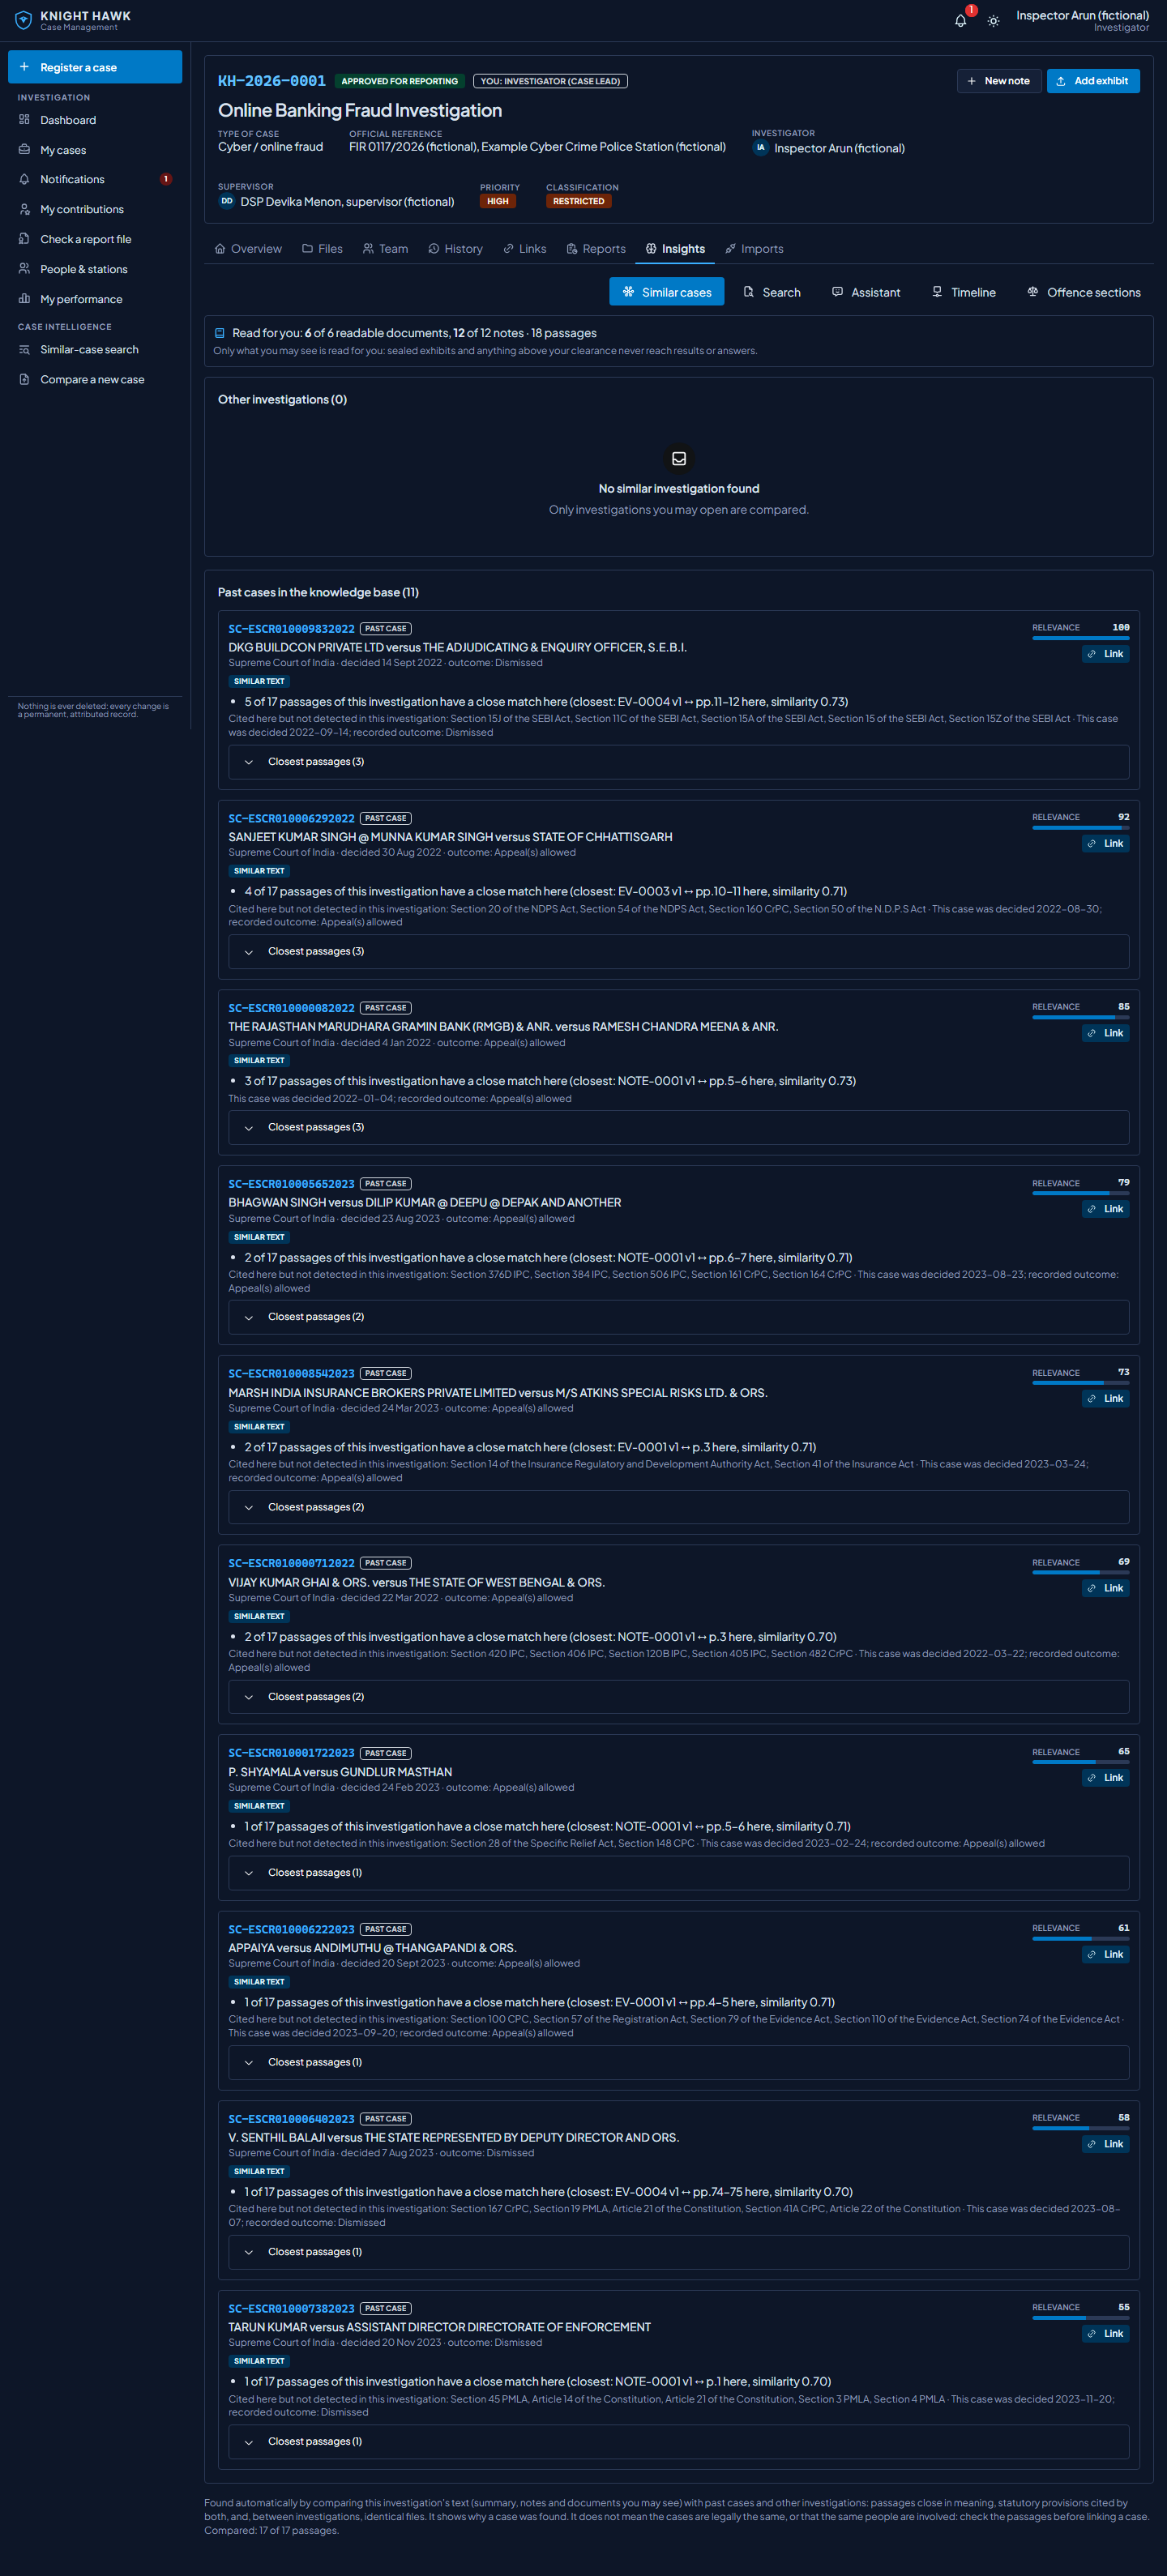 KNIGHT HAWK
Case Management
1
Inspector Arun (fictional)
Investigator
Register a case
INVESTIGATION
Dashboard
My cases
Notifications 1
My contributions
Check a report file
People & stations
My performance
CASE INTELLIGENCE
Similar-case search
Compare a new case
Nothing is ever deleted: every change is
a permanent, attributed record.
KH-2026-0001 APPROVED FOR REPORTING YOU: INVESTIGATOR (CASE LEAD)
New note
Add exhibit
Online Banking Fraud Investigation
TYPE OF CASE
Cyber / online fraud
OFFICIAL REFERENCE
FIR 0117/2026 (fictional), Example Cyber Crime Police Station (fictional)
INVESTIGATOR
IA Inspector Arun (fictional)
SUPERVISOR
DD DSP Devika Menon, supervisor (fictional)
PRIORITY
HIGH
CLASSIFICATION
RESTRICTED
Overview Files Team History Links Reports Insights Imports
Similar cases Search Assistant Timeline Offence sections
Read for you: 6 of 6 readable documents, 12 of 12 notes · 18 passages
Only what you may see is read for you: sealed exhibits and anything above your clearance never reach results or answers.
Other investigations (0)
No similar investigation found
Only investigations you may open are compared.
Past cases in the knowledge base (11)
SC-ESCR010009832022 PAST CASE
RELEVANCE 100
Link
DKG BUILDCON PRIVATE LTD versus THE ADJUDICATING & ENQUIRY OFFICER, S.E.B.I.
Supreme Court of India · decided 14 Sept 2022 · outcome: Dismissed
SIMILAR TEXT
• 5 of 17 passages of this investigation have a close match here (closest: EV-0004 v1 ↔ pp.11–12 here, similarity 0.73)
Cited here but not detected in this investigation: Section 15J of the SEBI Act, Section 11C of the SEBI Act, Section 15A of the SEBI Act, Section 15 of the SEBI Act, Section 15Z of the SEBI Act · This case
was decided 2022-09-14; recorded outcome: Dismissed
Closest passages (3)
SC-ESCR010006292022 PAST CASE
RELEVANCE 92
Link
SANJEET KUMAR SINGH @ MUNNA KUMAR SINGH versus STATE OF CHHATTISGARH
Supreme Court of India · decided 30 Aug 2022 · outcome: Appeal(s) allowed
SIMILAR TEXT
• 4 of 17 passages of this investigation have a close match here (closest: EV-0003 v1 ↔ pp.10–11 here, similarity 0.71)
Cited here but not detected in this investigation: Section 20 of the NDPS Act, Section 54 of the NDPS Act, Section 160 CrPC, Section 50 of the N.D.P.S Act · This case was decided 2022-08-30;
recorded outcome: Appeal(s) allowed
Closest passages (3)
SC-ESCR010000082022 PAST CASE
RELEVANCE 85
Link
THE RAJASTHAN MARUDHARA GRAMIN BANK (RMGB) & ANR. versus RAMESH CHANDRA MEENA & ANR.
Supreme Court of India · decided 4 Jan 2022 · outcome: Appeal(s) allowed
SIMILAR TEXT
• 3 of 17 passages of this investigation have a close match here (closest: NOTE-0001 v1 ↔ pp.5–6 here, similarity 0.73)
This case was decided 2022-01-04; recorded outcome: Appeal(s) allowed
Closest passages (3)
SC-ESCR010005652023 PAST CASE
RELEVANCE 79
Link
BHAGWAN SINGH versus DILIP KUMAR @ DEEPU @ DEPAK AND ANOTHER
Supreme Court of India · decided 23 Aug 2023 · outcome: Appeal(s) allowed
SIMILAR TEXT
• 2 of 17 passages of this investigation have a close match here (closest: NOTE-0001 v1 ↔ pp.6–7 here, similarity 0.71)
Cited here but not detected in this investigation: Section 376D IPC, Section 384 IPC, Section 506 IPC, Section 161 CrPC, Section 164 CrPC · This case was decided 2023-08-23; recorded outcome:
Appeal(s) allowed
Closest passages (2)
SC-ESCR010008542023 PAST CASE
RELEVANCE 73
Link
MARSH INDIA INSURANCE BROKERS PRIVATE LIMITED versus M/S ATKINS SPECIAL RISKS LTD. & ORS.
Supreme Court of India · decided 24 Mar 2023 · outcome: Appeal(s) allowed
SIMILAR TEXT
• 2 of 17 passages of this investigation have a close match here (closest: EV-0001 v1 ↔ p.3 here, similarity 0.71)
Cited here but not detected in this investigation: Section 14 of the Insurance Regulatory and Development Authority Act, Section 41 of the Insurance Act · This case was decided 2023-03-24;
recorded outcome: Appeal(s) allowed
Closest passages (2)
SC-ESCR010000712022 PAST CASE
RELEVANCE 69
Link
VIJAY KUMAR GHAI & ORS. versus THE STATE OF WEST BENGAL & ORS.
Supreme Court of India · decided 22 Mar 2022 · outcome: Appeal(s) allowed
SIMILAR TEXT
• 2 of 17 passages of this investigation have a close match here (closest: NOTE-0001 v1 ↔ p.3 here, similarity 0.70)
Cited here but not detected in this investigation: Section 420 IPC, Section 406 IPC, Section 120B IPC, Section 405 IPC, Section 482 CrPC · This case was decided 2022-03-22; recorded outcome:
Appeal(s) allowed
Closest passages (2)
SC-ESCR010001722023 PAST CASE
RELEVANCE 65
Link
P. SHYAMALA versus GUNDLUR MASTHAN
Supreme Court of India · decided 24 Feb 2023 · outcome: Appeal(s) allowed
SIMILAR TEXT
• 1 of 17 passages of this investigation have a close match here (closest: NOTE-0001 v1 ↔ pp.5–6 here, similarity 0.71)
Cited here but not detected in this investigation: Section 28 of the Specific Relief Act, Section 148 CPC · This case was decided 2023-02-24; recorded outcome: Appeal(s) allowed
Closest passages (1)
SC-ESCR010006222023 PAST CASE
RELEVANCE 61
Link
APPAIYA versus ANDIMUTHU @ THANGAPANDI & ORS.
Supreme Court of India · decided 20 Sept 2023 · outcome: Appeal(s) allowed
SIMILAR TEXT
• 1 of 17 passages of this investigation have a close match here (closest: EV-0001 v1 ↔ pp.4–5 here, similarity 0.71)
Cited here but not detected in this investigation: Section 100 CPC, Section 57 of the Registration Act, Section 79 of the Evidence Act, Section 110 of the Evidence Act, Section 74 of the Evidence Act ·
This case was decided 2023-09-20; recorded outcome: Appeal(s) allowed
Closest passages (1)
SC-ESCR010006402023 PAST CASE
RELEVANCE 58
Link
V. SENTHIL BALAJI versus THE STATE REPRESENTED BY DEPUTY DIRECTOR AND ORS.
Supreme Court of India · decided 7 Aug 2023 · outcome: Dismissed
SIMILAR TEXT
• 1 of 17 passages of this investigation have a close match here (closest: EV-0004 v1 ↔ pp.74–75 here, similarity 0.70)
Cited here but not detected in this investigation: Section 167 CrPC, Section 19 PMLA, Article 21 of the Constitution, Section 41A CrPC, Article 22 of the Constitution · This case was decided 2023-08-
07; recorded outcome: Dismissed
Closest passages (1)
SC-ESCR010007382023 PAST CASE
RELEVANCE 55
Link
TARUN KUMAR versus ASSISTANT DIRECTOR DIRECTORATE OF ENFORCEMENT
Supreme Court of India · decided 20 Nov 2023 · outcome: Dismissed
SIMILAR TEXT
• 1 of 17 passages of this investigation have a close match here (closest: NOTE-0001 v1 ↔ p.1 here, similarity 0.70)
Cited here but not detected in this investigation: Section 45 PMLA, Article 14 of the Constitution, Article 21 of the Constitution, Section 3 PMLA, Section 4 PMLA · This case was decided 2023-11-20;
recorded outcome: Dismissed
Closest passages (1)
Found automatically by comparing this investigation's text (summary, notes and documents you may see) with past cases and other investigations: passages close in meaning, statutory provisions cited by
both, and, between investigations, identical files. It shows why a case was found. It does not mean the cases are legally the same, or that the same people are involved: check the passages before linking a case.
Compared: 17 of 17 passages.